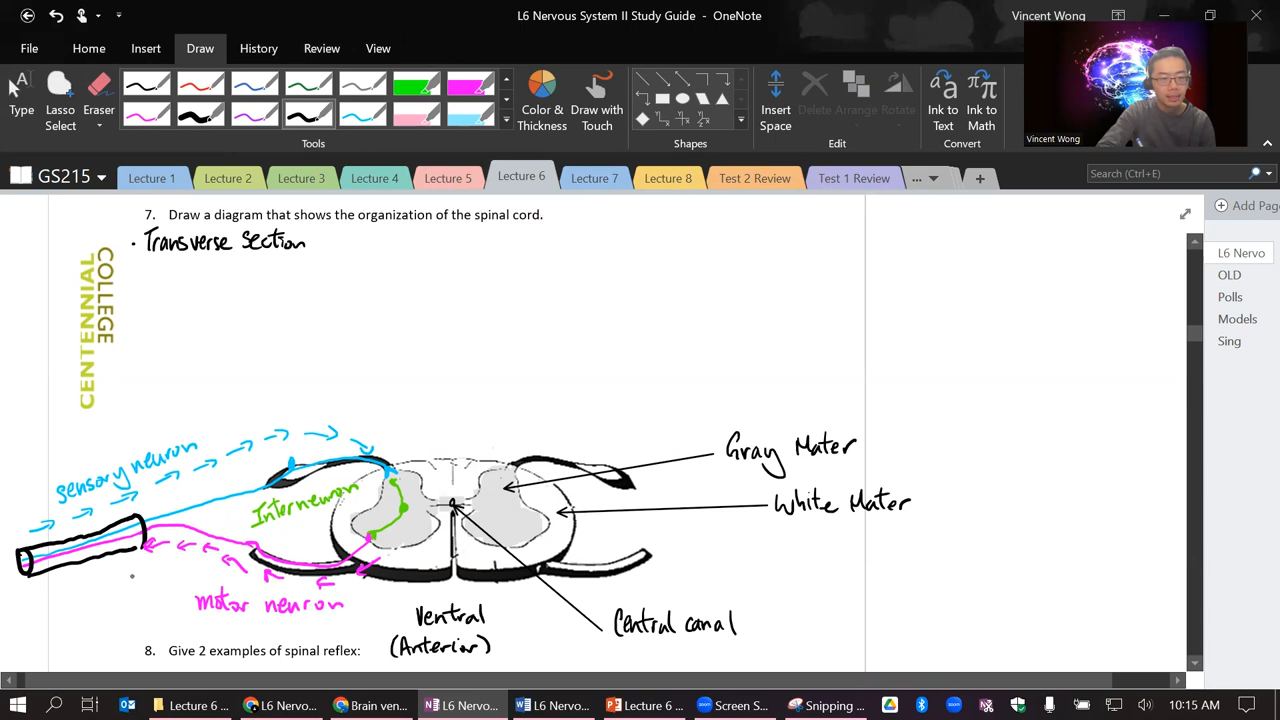 L6 Nervous System II Study Guide - OneNote
Vincent Wong
File Home Insert Draw History Review View
Type
Lasso Select
Eraser
Color & Thickness
Draw with Touch
Insert Space
Delete
Arrange
Rotate
Ink to Text
Ink to Math
Tools
Shapes
Edit
Convert
Vincent Wong
GS215
Lecture 1
Lecture 2
Lecture 3
Lecture 4
Lecture 5
Lecture 6
Lecture 7
Lecture 8
Test 2 Review
Test 1 Review
...
Search (Ctrl+E)
Add Pag
L6 Nervo
OLD
Polls
Models
Sing
7. Draw a diagram that shows the organization of the spinal cord.
• Transverse Section
CENTENNIAL
COLLEGE
sensory neuron
Gray Mater
Interneuron
White Mater
motor neuron
Ventral
(Anterior)
Central canal
8. Give 2 examples of spinal reflex:
Lecture 6 ...
L6 Nervo...
Brain ven...
L6 Nervo...
Lecture 6 ...
Lecture 6 ...
Screen S...
Snipping ...
10:15 AM